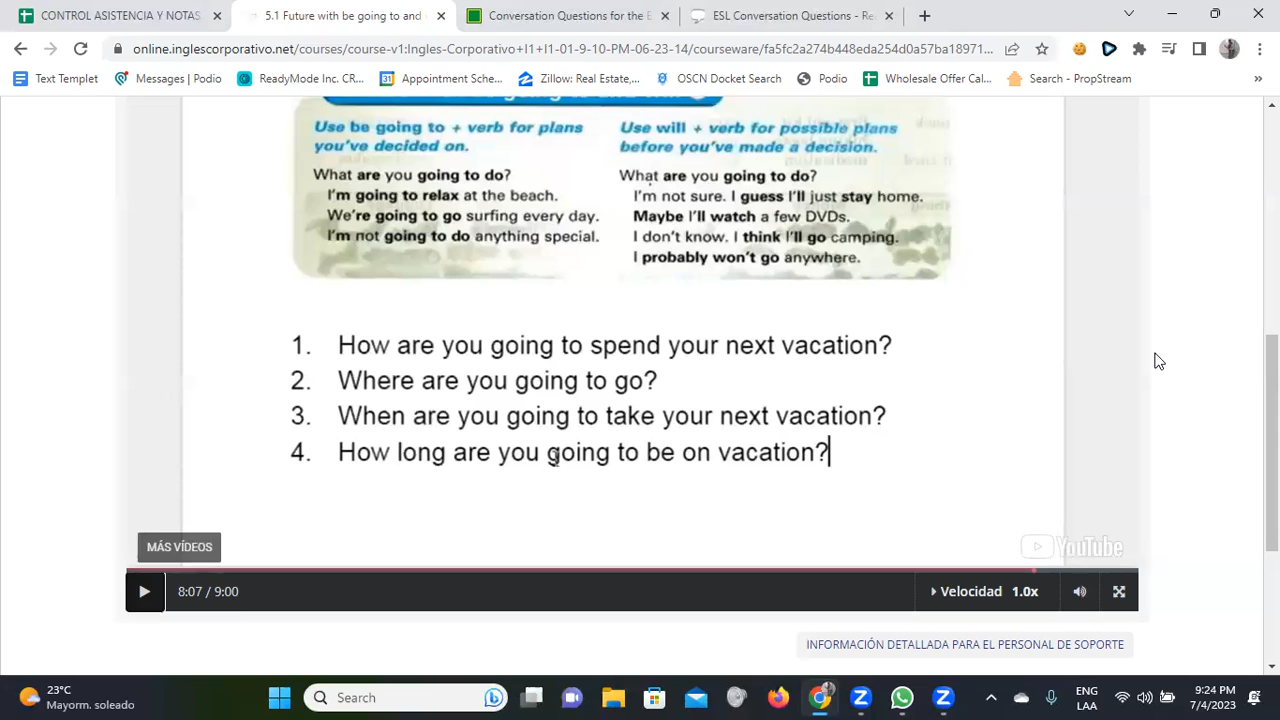 CONTROL ASISTENCIA Y NOTAS
5.1 Future with be going to and
Conversation Questions for the E
ESL Conversation Questions - Re
online.inglescorporativo.net/courses/course-v1:Ingles-Corporativo+I1+I1-01-9-10-PM-06-23-14/courseware/fa5fc2a274b448eda254d0a57ba18971...
Text Templet
Messages | Podio
ReadyMode Inc. CR...
Appointment Sche...
Zillow: Real Estate,...
OSCN Docket Search
Podio
Wholesale Offer Cal...
Search - PropStream
»
Use be going to + verb for plans
you've decided on.
What are you going to do?
I'm going to relax at the beach.
We're going to go surfing every day.
I'm not going to do anything special.
Use will + verb for possible plans
before you've made a decision.
What are you going to do?
I'm not sure. I guess I'll just stay home.
Maybe I'll watch a few DVDs.
I don't know. I think I'll go camping.
I probably won't go anywhere.
1. How are you going to spend your next vacation?
2. Where are you going to go?
3. When are you going to take your next vacation?
4. How long are you going to be on vacation?
MÁS VÍDEOS
YouTube
8:07 / 9:00
Velocidad 1.0x
INFORMACIÓN DETALLADA PARA EL PERSONAL DE SOPORTE
23°C
Mayorm. soleado
Search
ENG
LAA
9:24 PM
7/4/2023